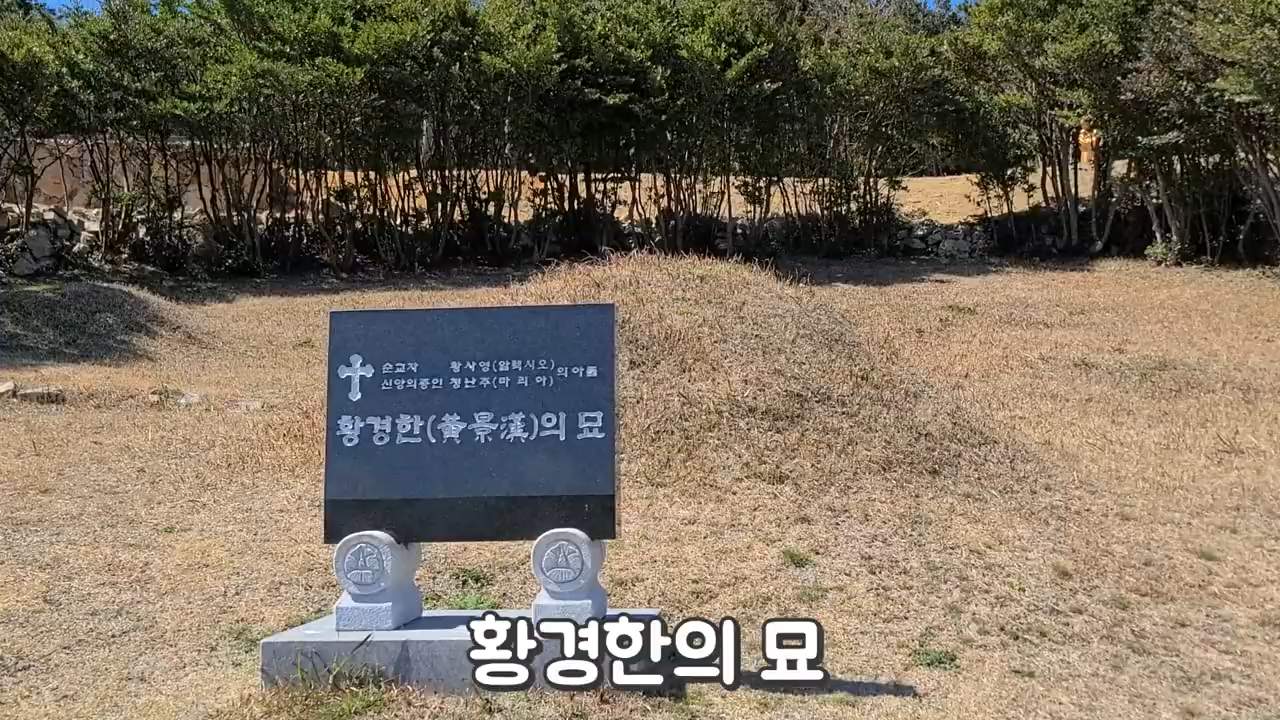 순교자 황사영(알렉시오)의아들
신앙의증인 정난주(마 리 아)
황경한(黃景漢)의 묘
황경한의 묘